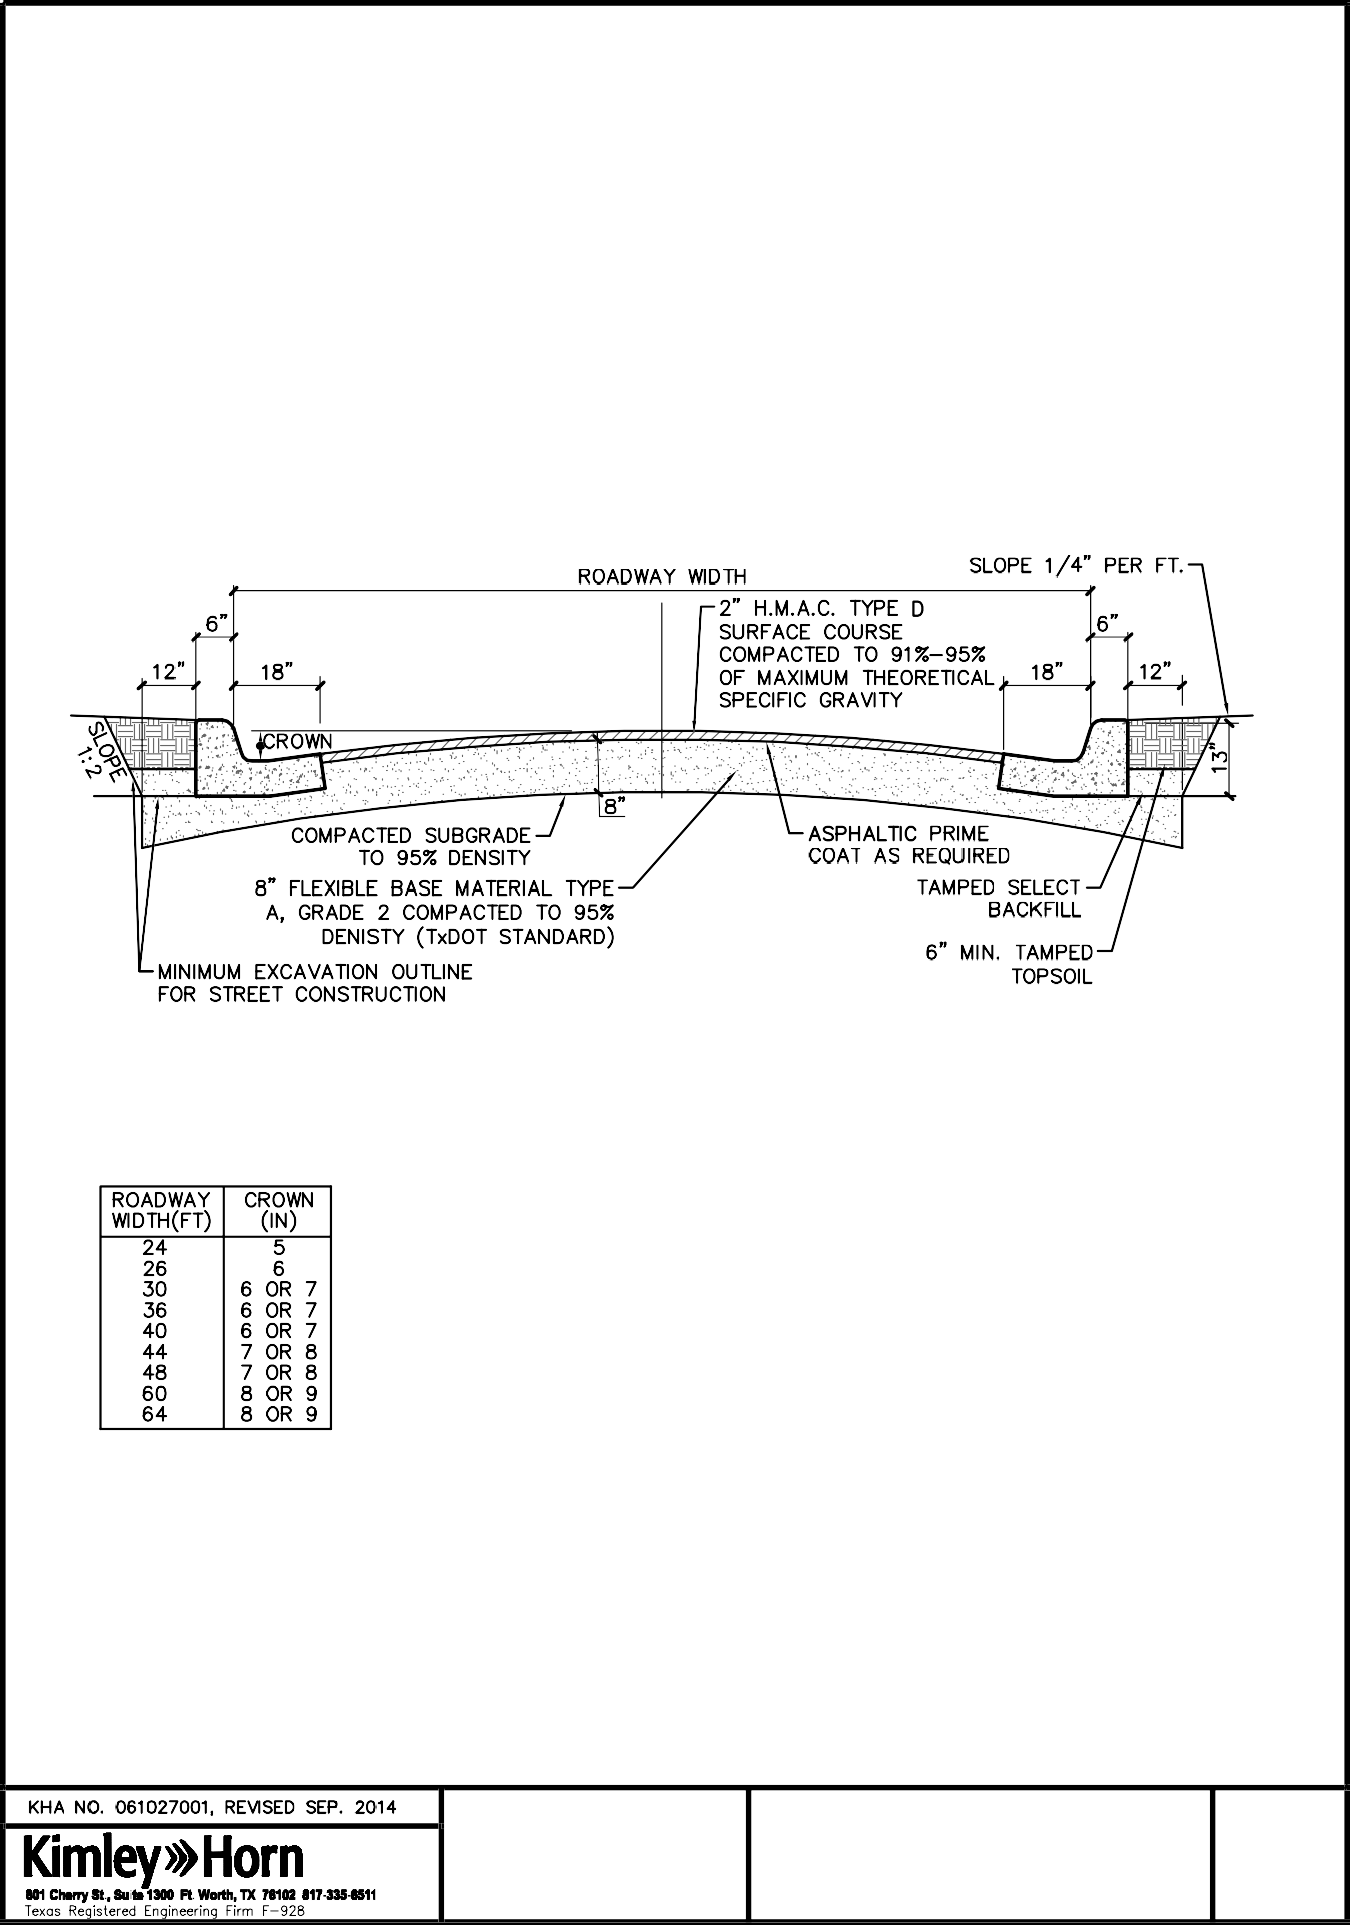 ROADWAY WIDTH
SLOPE 1/4" PER FT.
2" H.M.A.C. TYPE D
SURFACE COURSE
COMPACTED TO 91%-95%
OF MAXIMUM THEORETICAL
SPECIFIC GRAVITY
6"
6"
12"
18"
18"
12"
SLOPE
1:2
CROWN
13"
8"
COMPACTED SUBGRADE
TO 95% DENSITY
ASPHALTIC PRIME
COAT AS REQUIRED
8" FLEXIBLE BASE MATERIAL TYPE
A, GRADE 2 COMPACTED TO 95%
DENISTY (TxDOT STANDARD)
TAMPED SELECT
BACKFILL
6" MIN. TAMPED
TOPSOIL
MINIMUM EXCAVATION OUTLINE
FOR STREET CONSTRUCTION
ROADWAY WIDTH(FT) CROWN (IN)
24 5
26 6
30 6 OR 7
36 6 OR 7
40 6 OR 7
44 7 OR 8
48 7 OR 8
60 8 OR 9
64 8 OR 9
KHA NO. 061027001, REVISED SEP. 2014
Kimley»Horn
801 Cherry St., Suite 1300 Ft. Worth, TX 76102 817-335-6511
Texas Registered Engineering Firm F-928